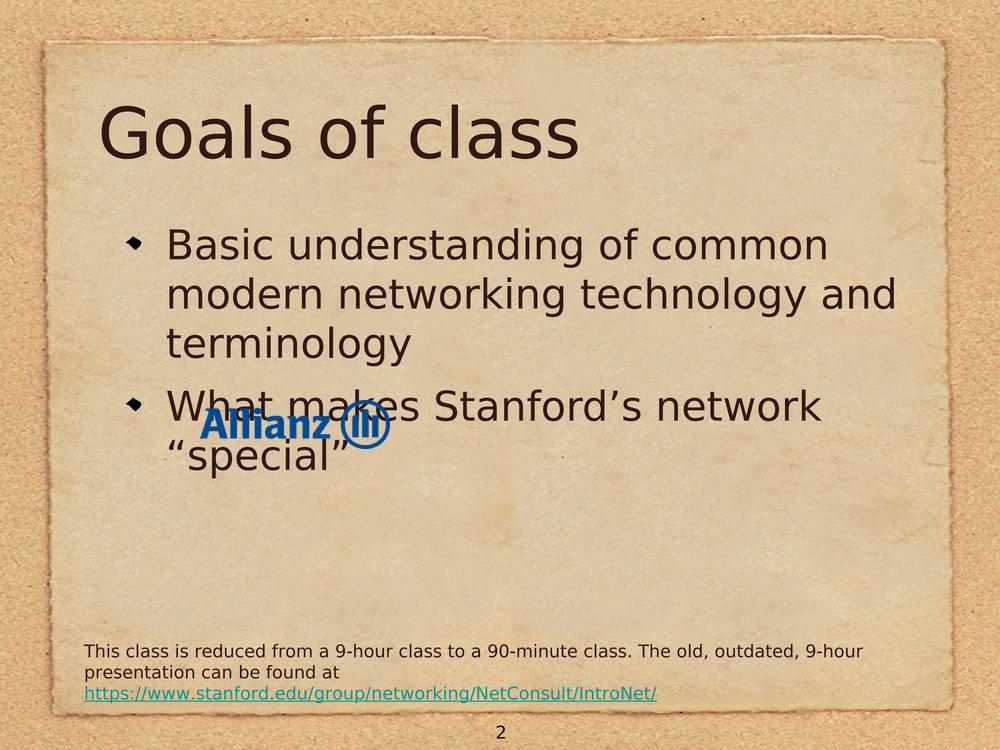 Goals of class
Basic understanding of common
modern networking technology and
terminology
What makes Stanford’s network
Allianz
“special”
This class is reduced from a 9-hour class to a 90-minute class. The old, outdated, 9-hour
presentation can be found at
https://www.stanford.edu/group/networking/NetConsult/IntroNet/
2